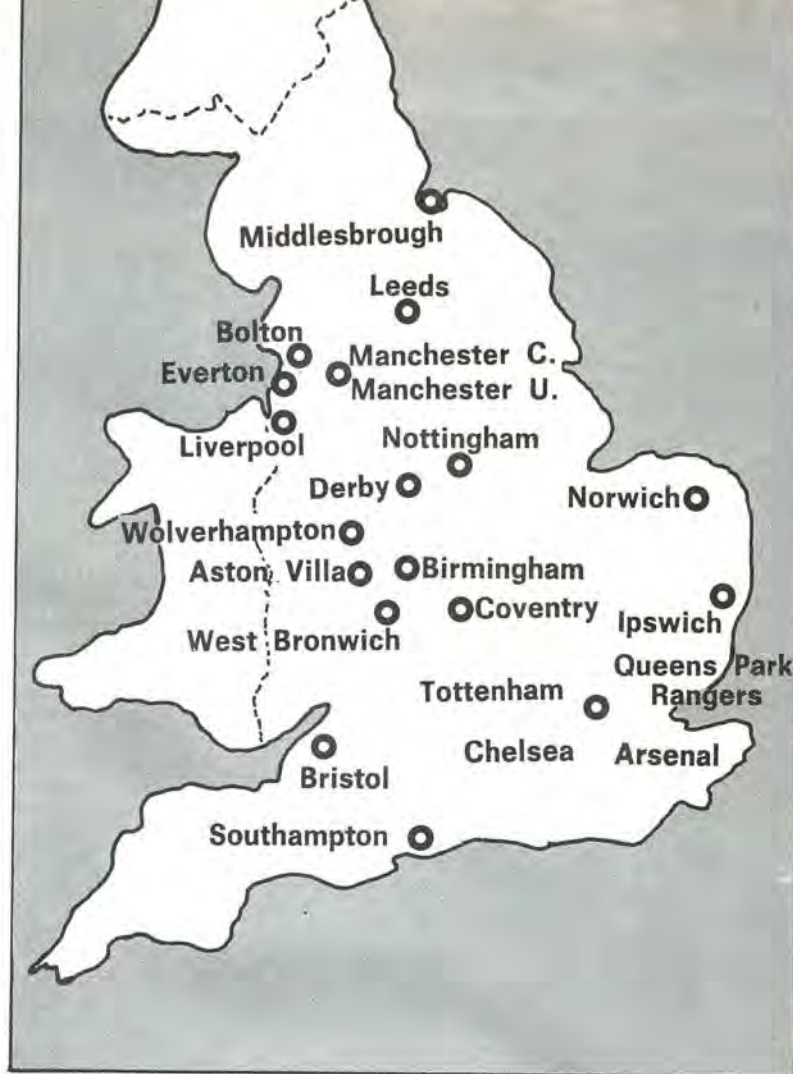 Middlesbrough
Leeds
Bolton
Manchester C.
Everton
Manchester U.
Liverpool
Nottingham
Derby
Norwich
Wolverhampton
Aston Villa
Birmingham
West Bronwich
Coventry
Ipswich
Queens Park
Rangers
Tottenham
Chelsea
Arsenal
Bristol
Southampton